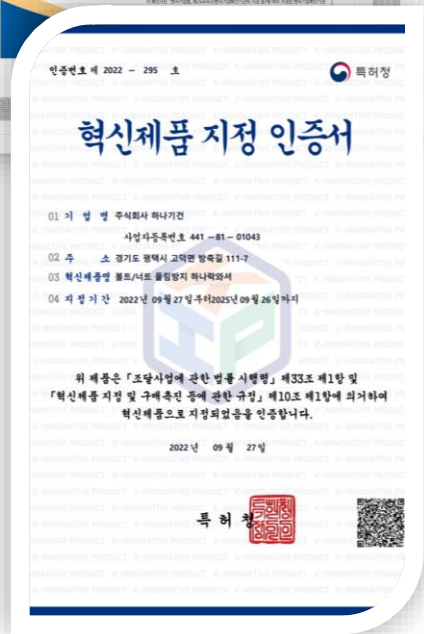 인증번호 제 2022 - 295 호
특허청
혁신제품 지정 인증서
01 기 업 명 주식회사 하나기건
사업자등록번호 441-81-01043
02 주 소 경기도 평택시 고덕면 방축길 111-7
03 혁신제품명 볼트/너트 풀림방지 하나락와셔
04 지정기간 2022년 09월 27일부터2025년 09월 26일까지
위 제품은 「조달사업에 관한 법률 시행령」 제33조 제1항 및
「혁신제품 지정 및 구매촉진 등에 관한 규정」 제10조 제1항에 의거하여
혁신제품으로 지정되었음을 인증합니다.
2022년 09월 27일
특 허 청